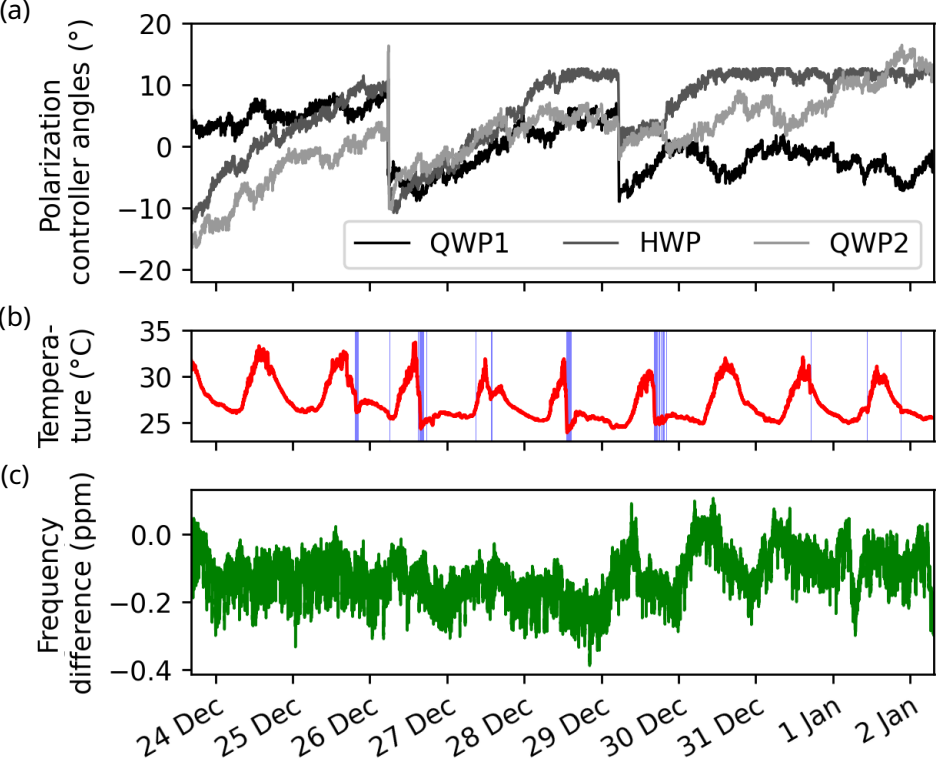 (a)
Polarization
controller angles (°)
20
10
0
−10
−20
QWP1 HWP QWP2
(b)
Tempera-
ture (°C)
35
30
25
(c)
Frequency
difference (ppm)
0.0
−0.2
−0.4
24 Dec 25 Dec 26 Dec 27 Dec 28 Dec 29 Dec 30 Dec 31 Dec 1 Jan 2 Jan